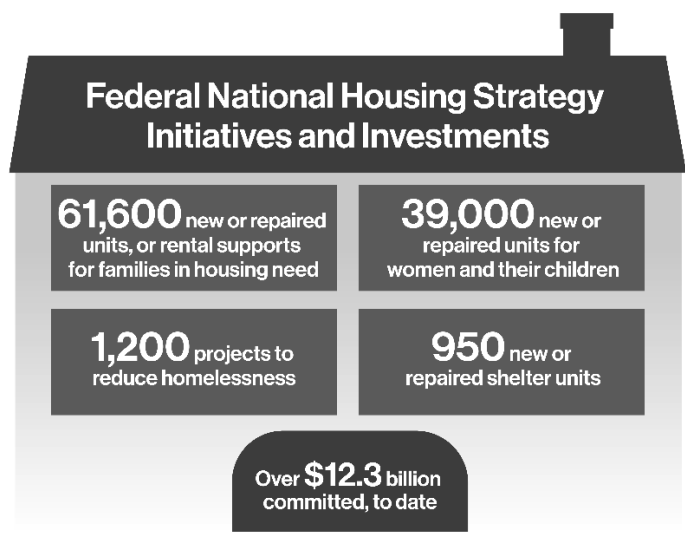 Federal National Housing Strategy
Initiatives and Investments
61,600 new or repaired
units, or rental supports
for families in housing need
39,000 new or
repaired units for
women and their children
1,200 projects to
reduce homelessness
950 new or
repaired shelter units
Over $12.3 billion
committed, to date